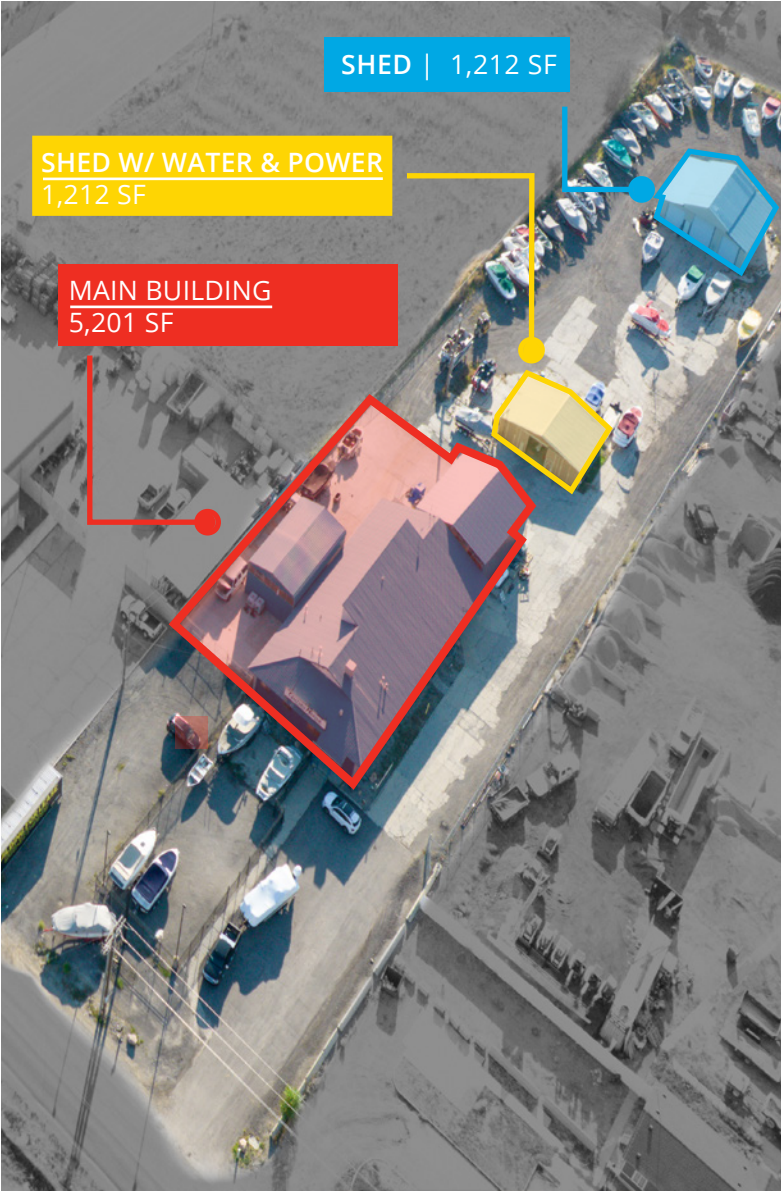 SHED | 1,212 SF
SHED W/ WATER & POWER
1,212 SF
MAIN BUILDING
5,201 SF